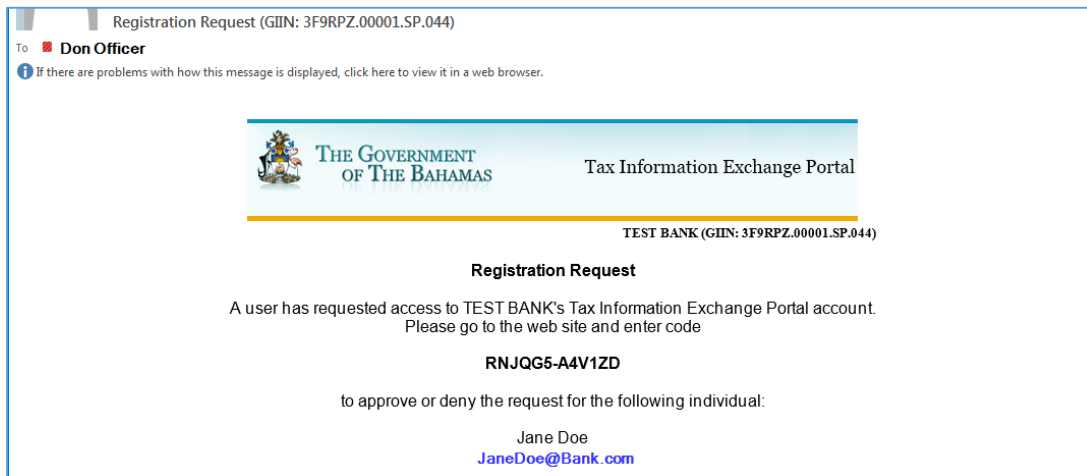 Registration Request (GIIN: 3F9RPZ.00001.SP.044)
To Don Officer
If there are problems with how this message is displayed, click here to view it in a web browser.
THE GOVERNMENT
OF THE BAHAMAS
Tax Information Exchange Portal
TEST BANK (GIIN: 3F9RPZ.00001.SP.044)
Registration Request
A user has requested access to TEST BANK's Tax Information Exchange Portal account.
Please go to the web site and enter code
RNJQG5-A4V1ZD
to approve or deny the request for the following individual:
Jane Doe
JaneDoe@Bank.com